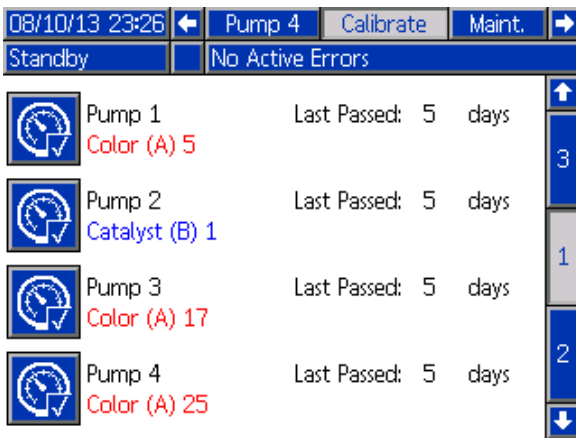 08/10/13 23:26 Pump 4 Calibrate Maint.
Standby No Active Errors
Pump 1 Last Passed: 5 days
Color (A) 5
3
Pump 2 Last Passed: 5 days
Catalyst (B) 1
1
Pump 3 Last Passed: 5 days
Color (A) 17
2
Pump 4 Last Passed: 5 days
Color (A) 25